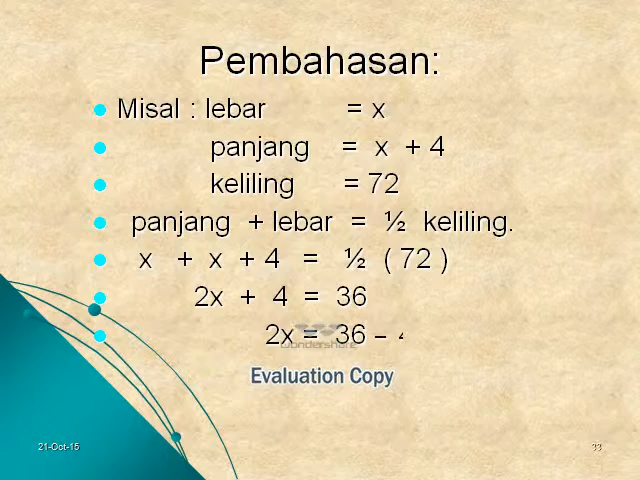 Pembahasan:
Misal : lebar = x
panjang = x + 4
keliling = 72
panjang + lebar = ½ keliling.
x + x + 4 = ½ ( 72 )
2x + 4 = 36
2x = 36 –
wondershare
Evaluation Copy
21-Oct-15
33